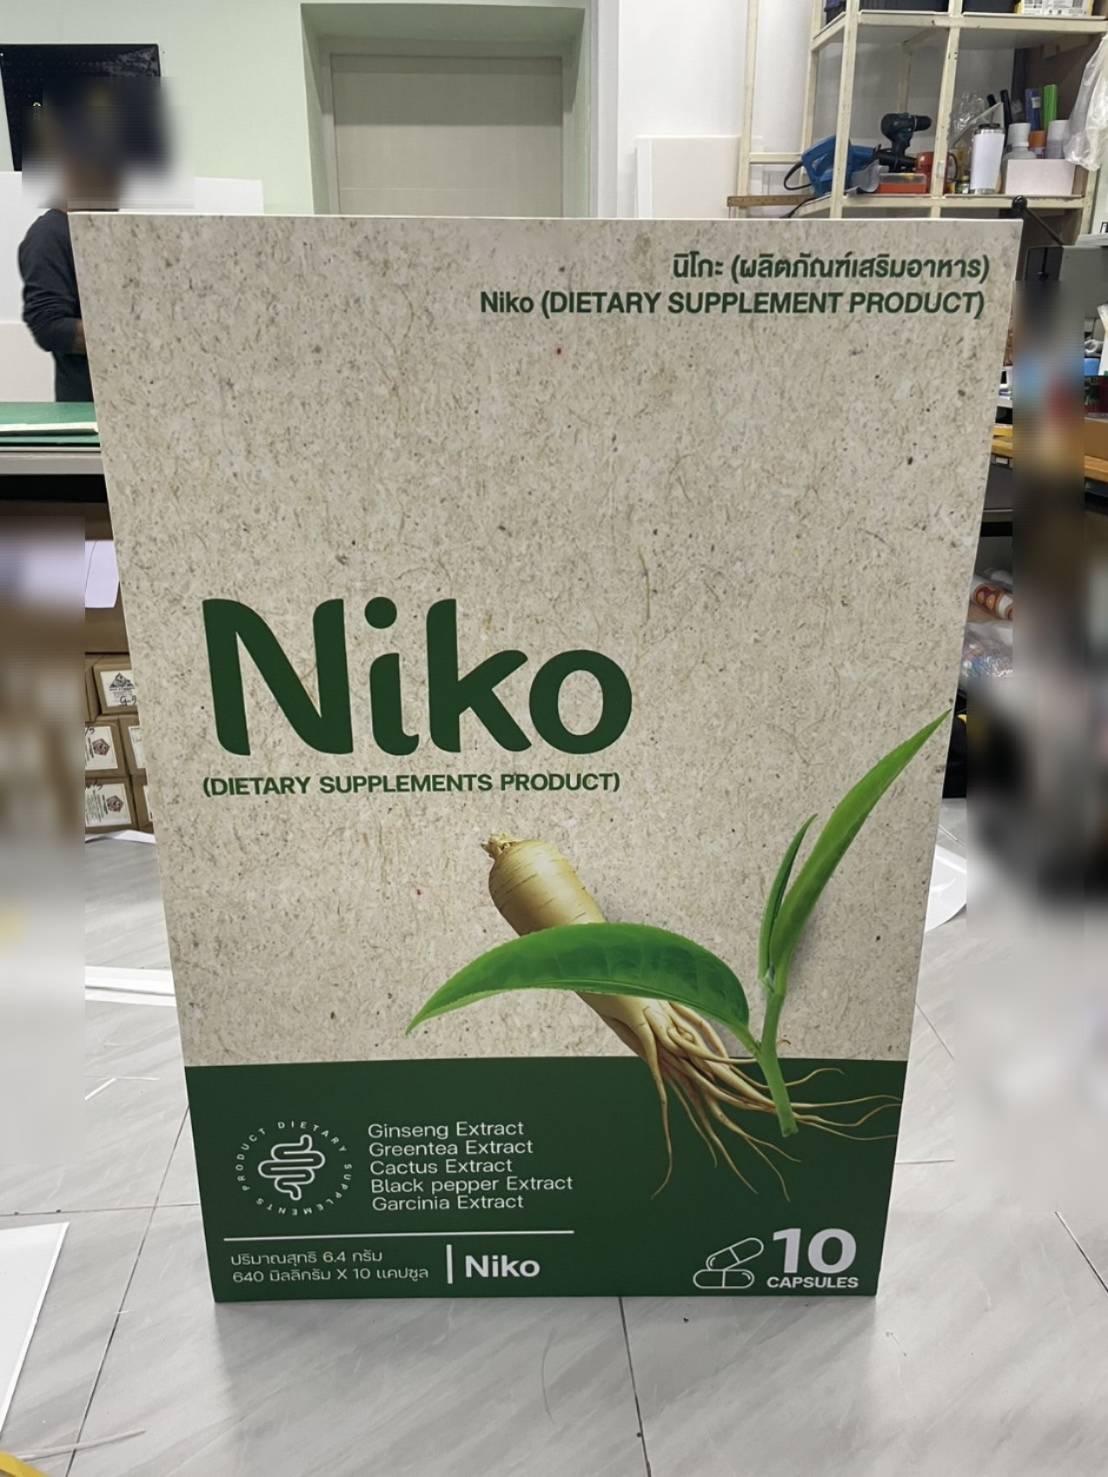 นิโกะ (ผลิตภัณฑ์เสริมอาหาร)
Niko (DIETARY SUPPLEMENT PRODUCT)
Niko
(DIETARY SUPPLEMENTS PRODUCT)
PRODUCT DIETARY SUPPLEMENTS
Ginseng Extract
Greentea Extract
Cactus Extract
Black pepper Extract
Garcinia Extract
ปริมาณสุทธิ 6.4 กรัม
640 มิลลิกรัม X 10 แคปซูล
Niko
10
CAPSULES